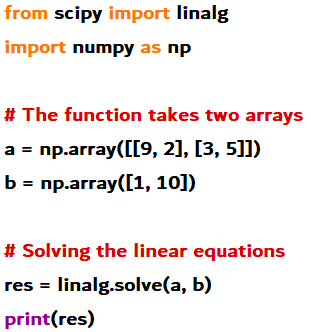 from scipy import linalg
import numpy as np
# The function takes two arrays
a = np.array([[9, 2], [3, 5]])
b = np.array([1, 10])
# Solving the linear equations
res = linalg.solve(a, b)
print(res)